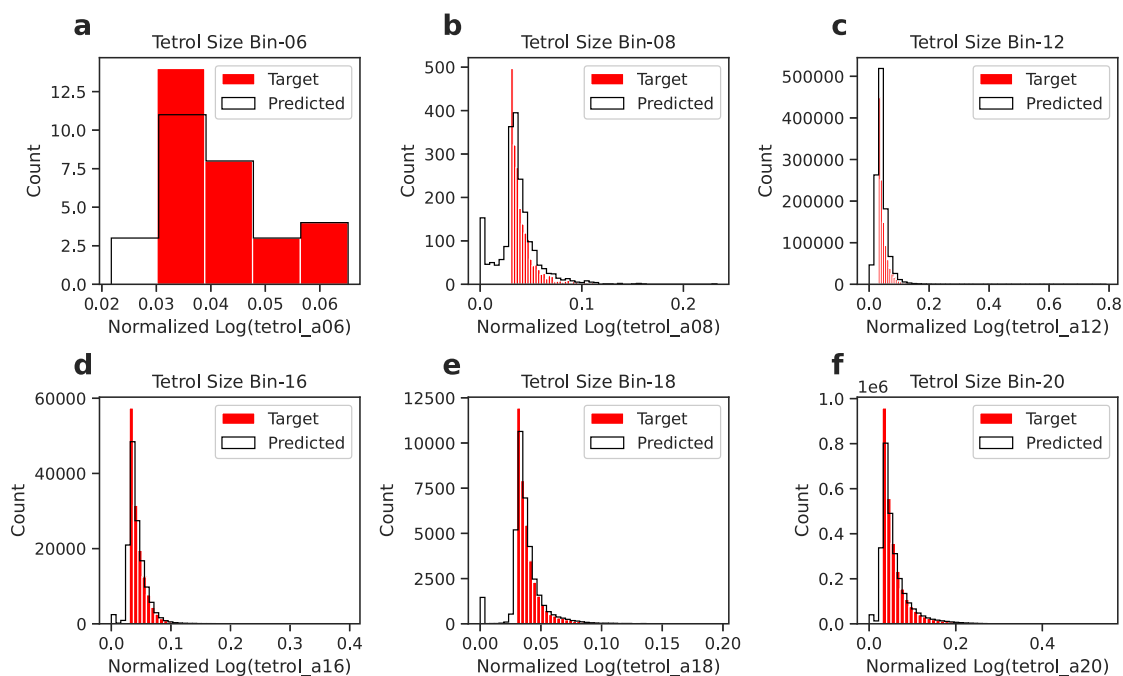 a
Tetrol Size Bin-06
Target
Predicted
12.5
10.0
7.5
5.0
2.5
0.0
Count
0.02 0.03 0.04 0.05 0.06
Normalized Log(tetrol_a06)
b
Tetrol Size Bin-08
Target
Predicted
500
400
300
200
100
0
Count
0.0 0.1 0.2
Normalized Log(tetrol_a08)
c
Tetrol Size Bin-12
Target
Predicted
500000
400000
300000
200000
100000
0
Count
0.0 0.2 0.4 0.6 0.8
Normalized Log(tetrol_a12)
d
Tetrol Size Bin-16
Target
Predicted
60000
40000
20000
0
Count
0.0 0.1 0.2 0.3 0.4
Normalized Log(tetrol_a16)
e
Tetrol Size Bin-18
Target
Predicted
12500
10000
7500
5000
2500
0
Count
0.00 0.05 0.10 0.15 0.20
Normalized Log(tetrol_a18)
f
Tetrol Size Bin-20
1e6
Target
Predicted
1.0
0.8
0.6
0.4
0.2
0.0
Count
0.0 0.2 0.4
Normalized Log(tetrol_a20)